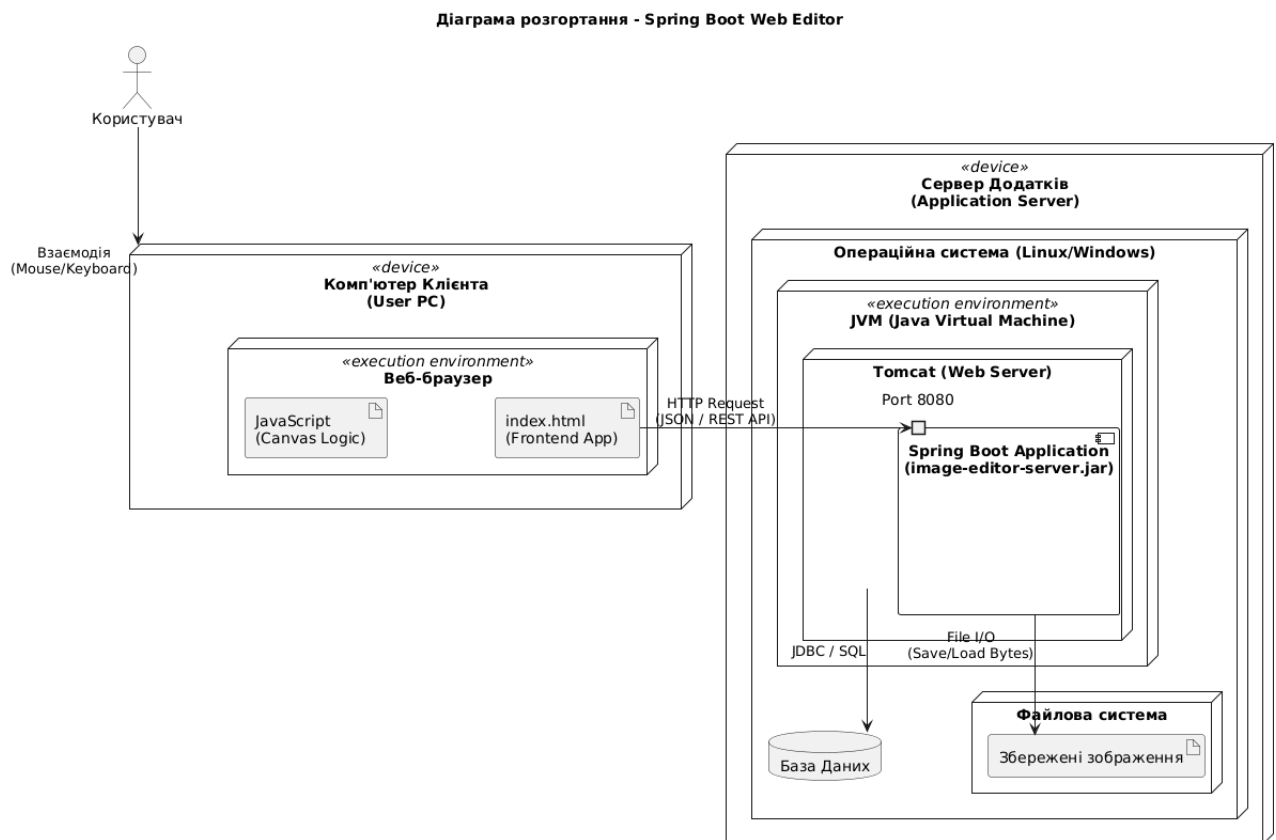 Діаграма розгортання - Spring Boot Web Editor
Користувач
Взаємодія
(Mouse/Keyboard)
«device»
Комп'ютер Клієнта
(User PC)
«execution environment»
Веб-браузер
JavaScript
(Canvas Logic)
index.html
(Frontend App)
HTTP Request
(JSON / REST API)
«device»
Сервер Додатків
(Application Server)
Операційна система (Linux/Windows)
«execution environment»
JVM (Java Virtual Machine)
Tomcat (Web Server)
Port 8080
Spring Boot Application
(image-editor-server.jar)
JDBC / SQL
File I/O
(Save/Load Bytes)
База Даних
Файлова система
Збережені зображення